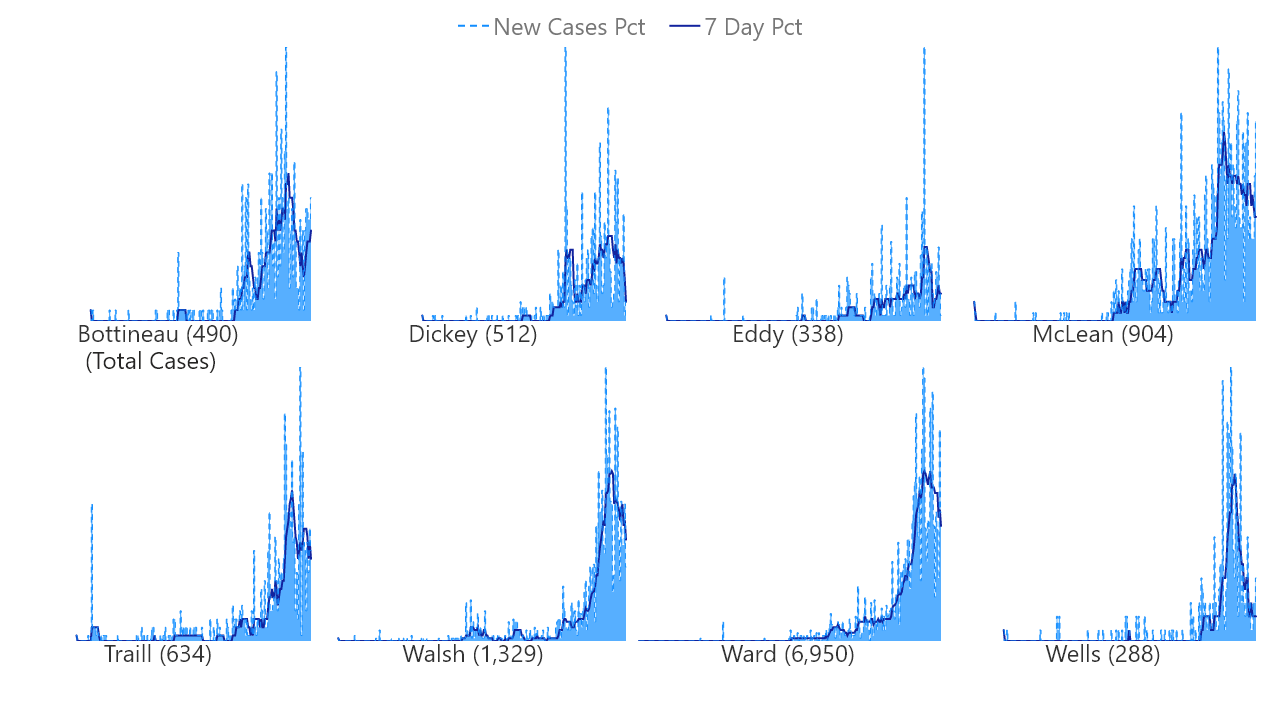 New Cases Pct 7 Day Pct
Bottineau (490) Dickey (512) Eddy (338) McLean (904)
(Total Cases)
Traill (634) Walsh (1,329) Ward (6,950) Wells (288)